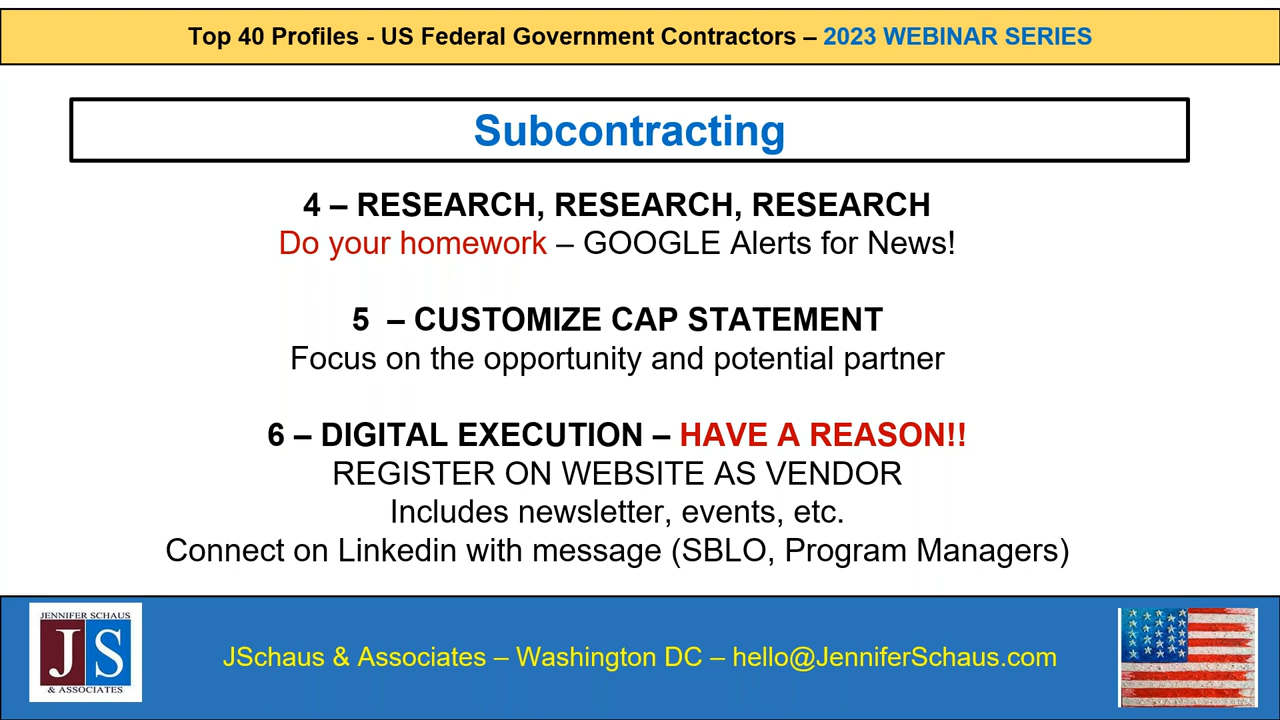 Top 40 Profiles - US Federal Government Contractors – 2023 WEBINAR SERIES
Subcontracting
4 – RESEARCH, RESEARCH, RESEARCH
Do your homework – GOOGLE Alerts for News!
5 – CUSTOMIZE CAP STATEMENT
Focus on the opportunity and potential partner
6 – DIGITAL EXECUTION – HAVE A REASON!!
REGISTER ON WEBSITE AS VENDOR
Includes newsletter, events, etc.
Connect on Linkedin with message (SBLO, Program Managers)
JENNIFER SCHAUS
JS
& ASSOCIATES
JSchaus & Associates – Washington DC – hello@JenniferSchaus.com